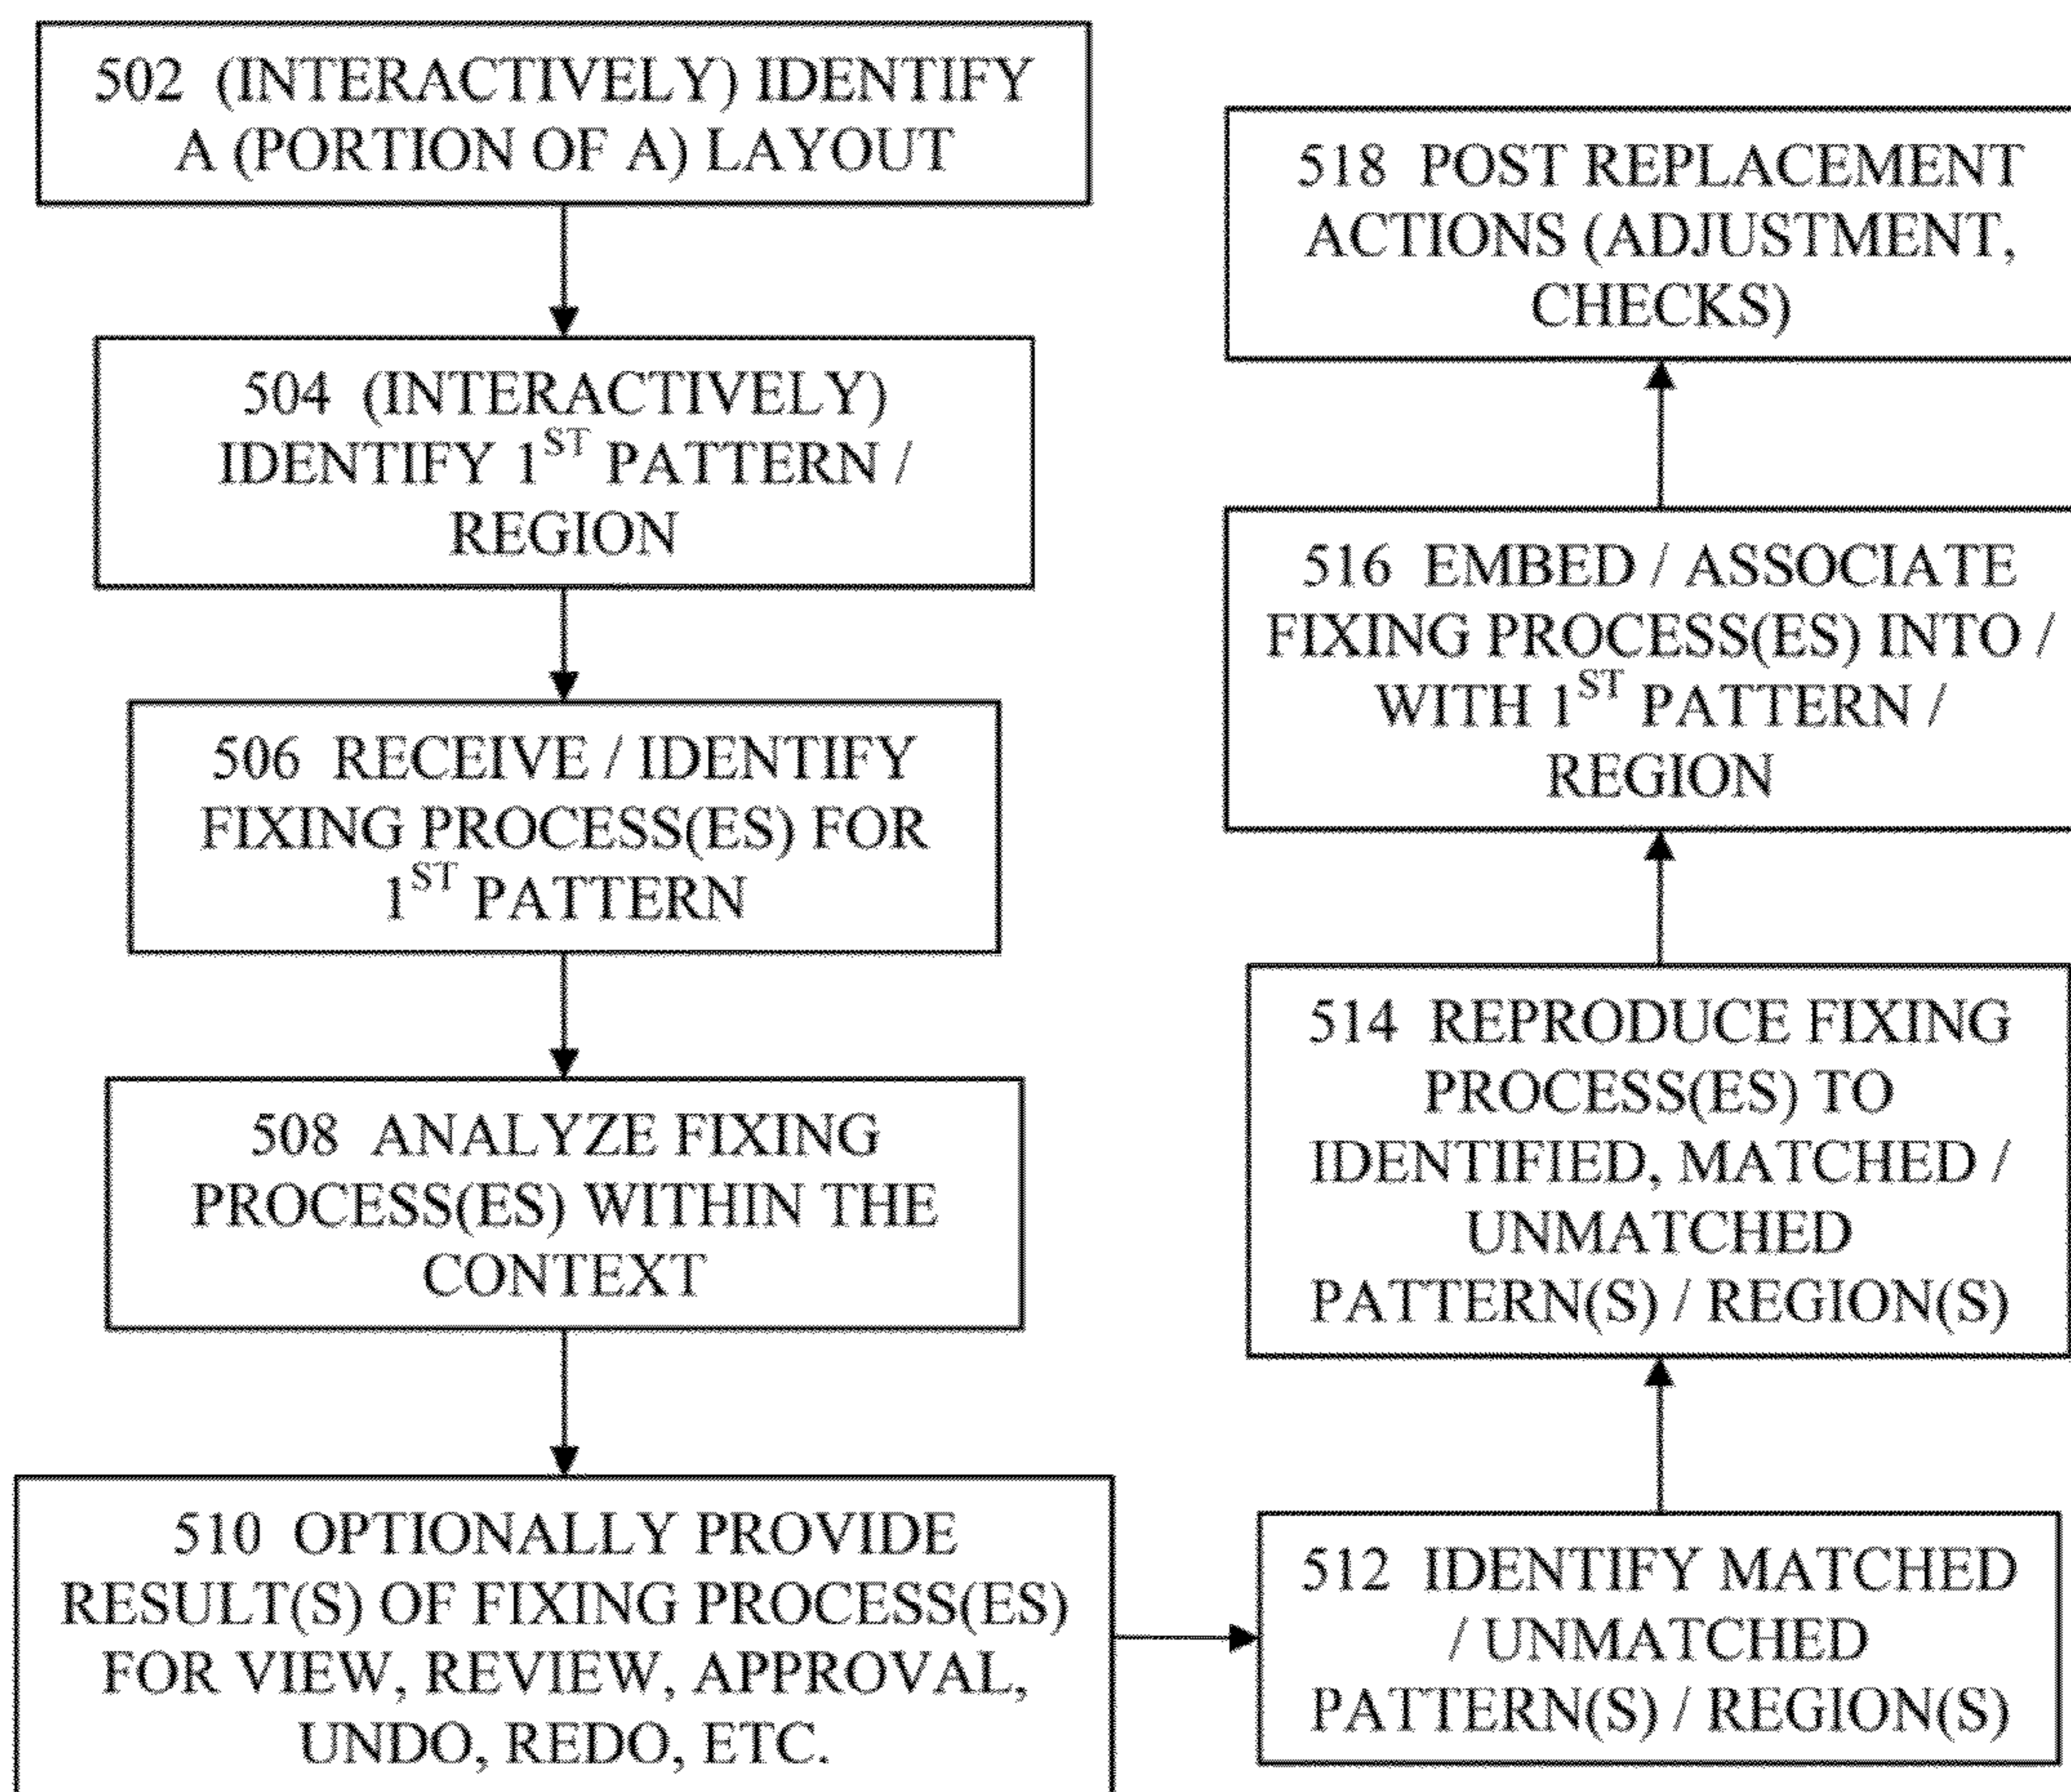 502 (INTERACTIVELY) IDENTIFY
A (PORTION OF A) LAYOUT
504 (INTERACTIVELY)
IDENTIFY 1ST PATTERN /
REGION
506 RECEIVE / IDENTIFY
FIXING PROCESS(ES) FOR
1ST PATTERN
508 ANALYZE FIXING
PROCESS(ES) WITHIN THE
CONTEXT
510 OPTIONALLY PROVIDE
RESULT(S) OF FIXING PROCESS(ES)
FOR VIEW, REVIEW, APPROVAL,
UNDO, REDO, ETC.
512 IDENTIFY MATCHED
/ UNMATCHED
PATTERN(S) / REGION(S)
514 REPRODUCE FIXING
PROCESS(ES) TO
IDENTIFIED, MATCHED /
UNMATCHED
PATTERN(S) / REGION(S)
516 EMBED / ASSOCIATE
FIXING PROCESS(ES) INTO /
WITH 1ST PATTERN /
REGION
518 POST REPLACEMENT
ACTIONS (ADJUSTMENT,
CHECKS)